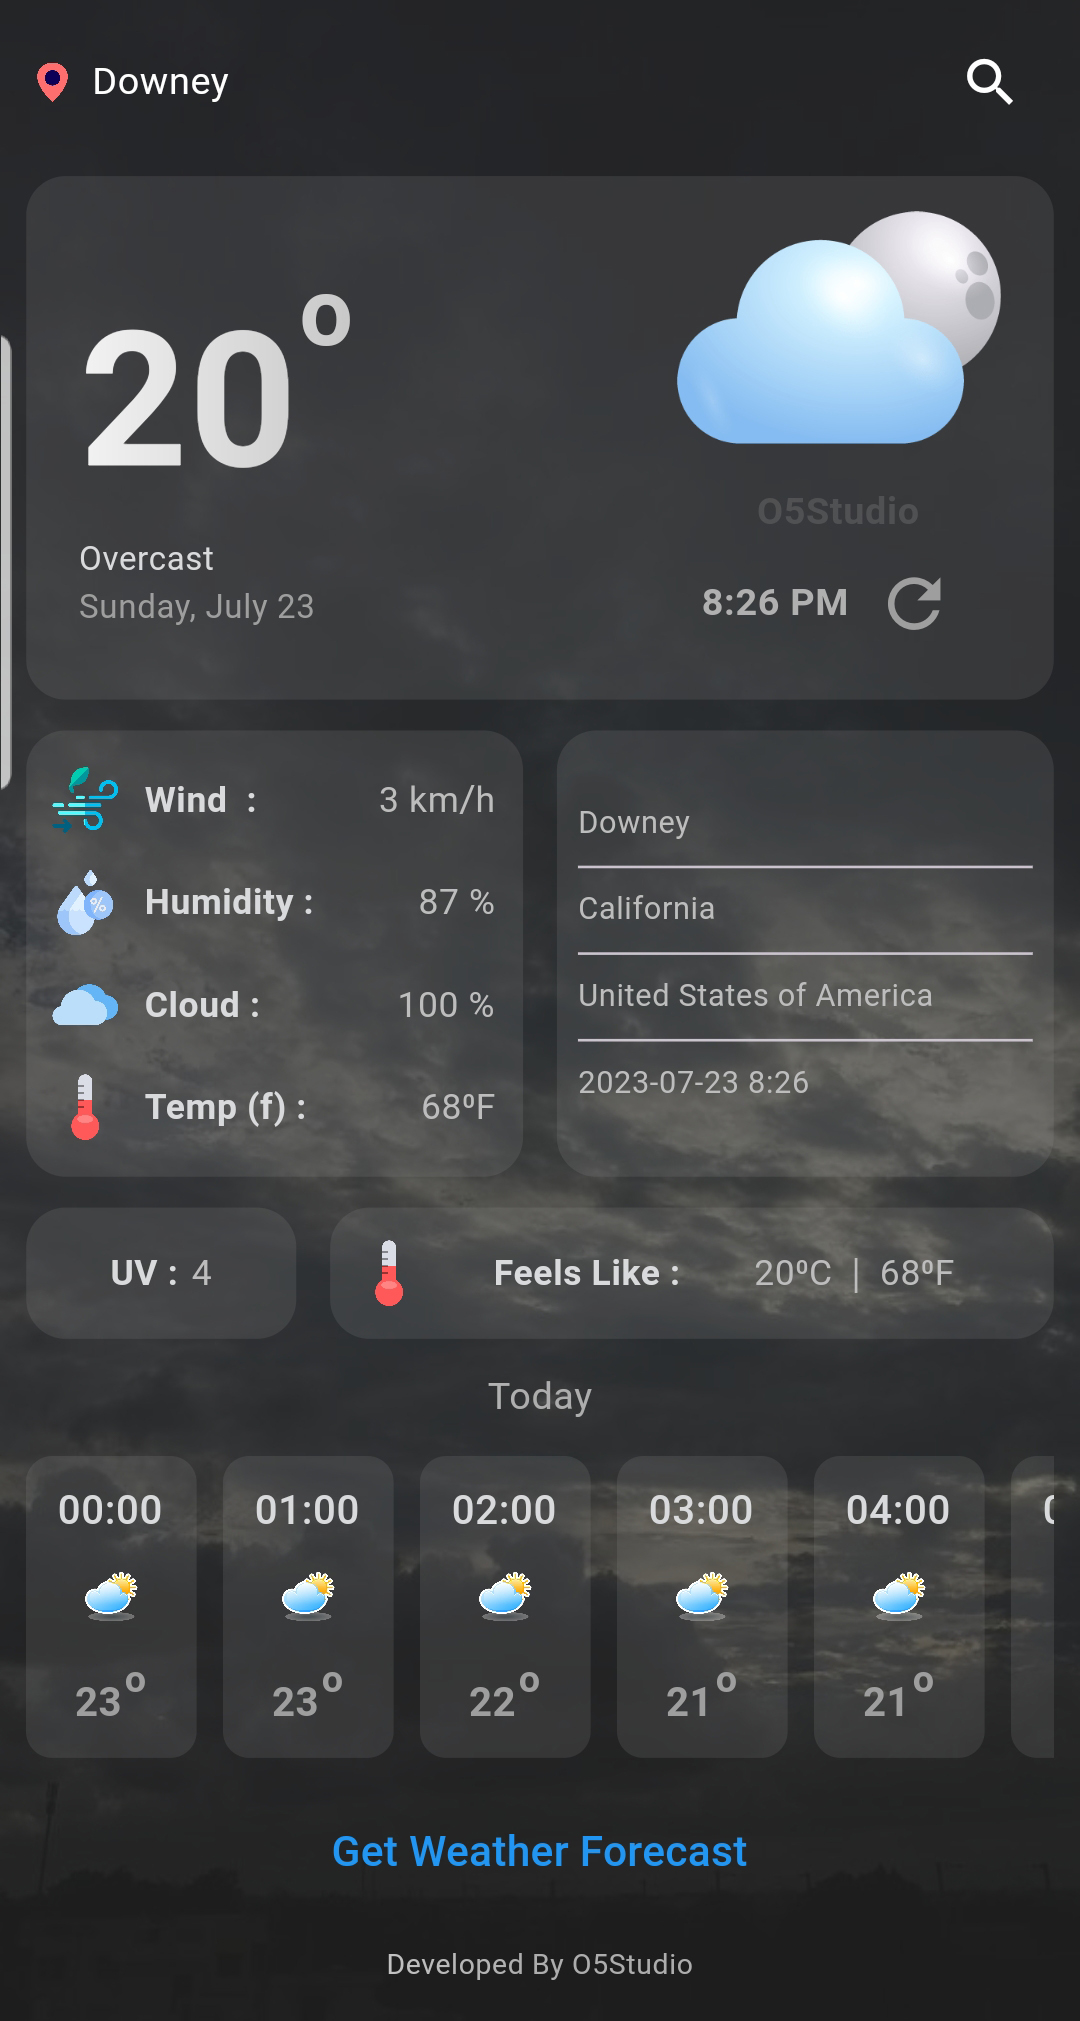 Downey
20°
O5Studio
Overcast
Sunday, July 23
8:26 PM
Wind :
3 km/h
Humidity :
87 %
Cloud :
100 %
Temp (f) :
68ºF
Downey
California
United States of America
2023-07-23 8:26
UV : 4
Feels Like :
20ºC | 68ºF
Today
00:00 01:00 02:00 03:00 04:00
23° 23° 22° 21° 21°
Get Weather Forecast
Developed By O5Studio